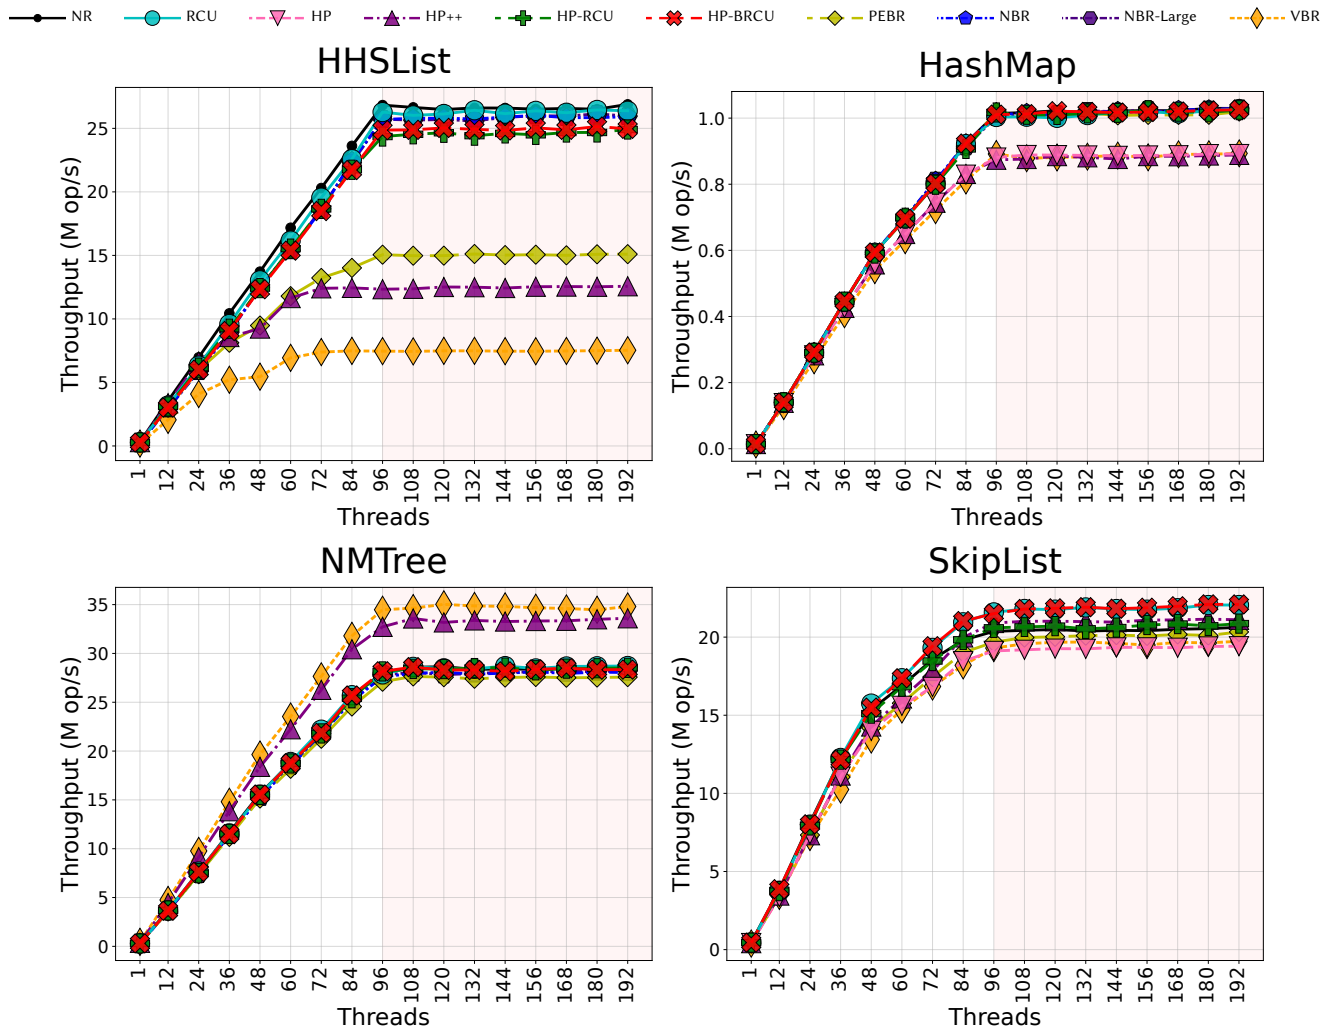 NR RCU HP HP++ HP-RCU HP-BRCU PEBR NBR NBR-Large VBR
HHSList
Throughput (M op/s)
25
20
15
10
5
0
1 12 24 36 48 60 72 84 96 108 120 132 144 156 168 180 192
Threads
HashMap
Throughput (M op/s)
1.0
0.8
0.6
0.4
0.2
0.0
1 12 24 36 48 60 72 84 96 108 120 132 144 156 168 180 192
Threads
NMTree
Throughput (M op/s)
35
30
25
20
15
10
5
0
1 12 24 36 48 60 72 84 96 108 120 132 144 156 168 180 192
Threads
SkipList
Throughput (M op/s)
20
15
10
5
0
1 12 24 36 48 60 72 84 96 108 120 132 144 156 168 180 192
Threads